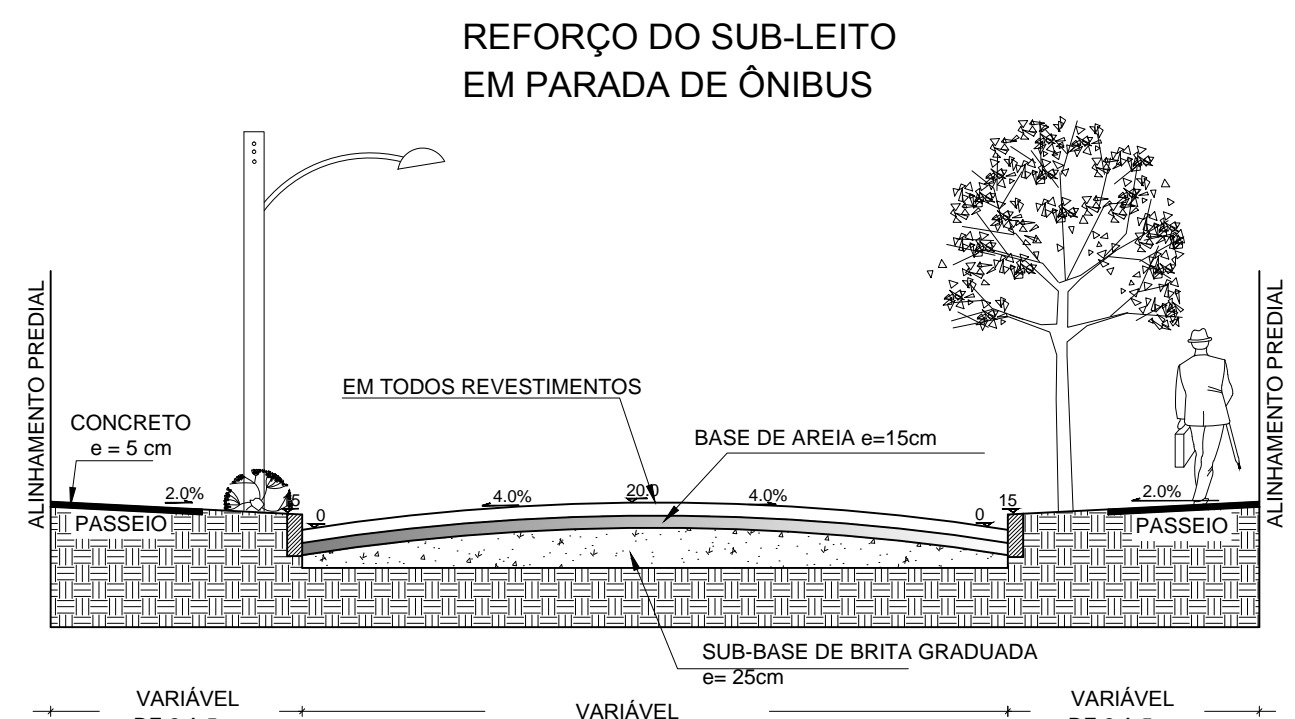 REFORÇO DO SUB-LEITO
EM PARADA DE ÔNIBUS
ALINHAMENTO PREDIAL
ALINHAMENTO PREDIAL
EM TODOS REVESTIMENTOS
CONCRETO
e = 5 cm
BASE DE AREIA e=15cm
2.0%
15
0
4.0%
20.0
4.0%
0
15
2.0%
PASSEIO
PASSEIO
SUB-BASE DE BRITA GRADUADA
e= 25cm
VARIÁVEL
VARIÁVEL
VARIÁVEL